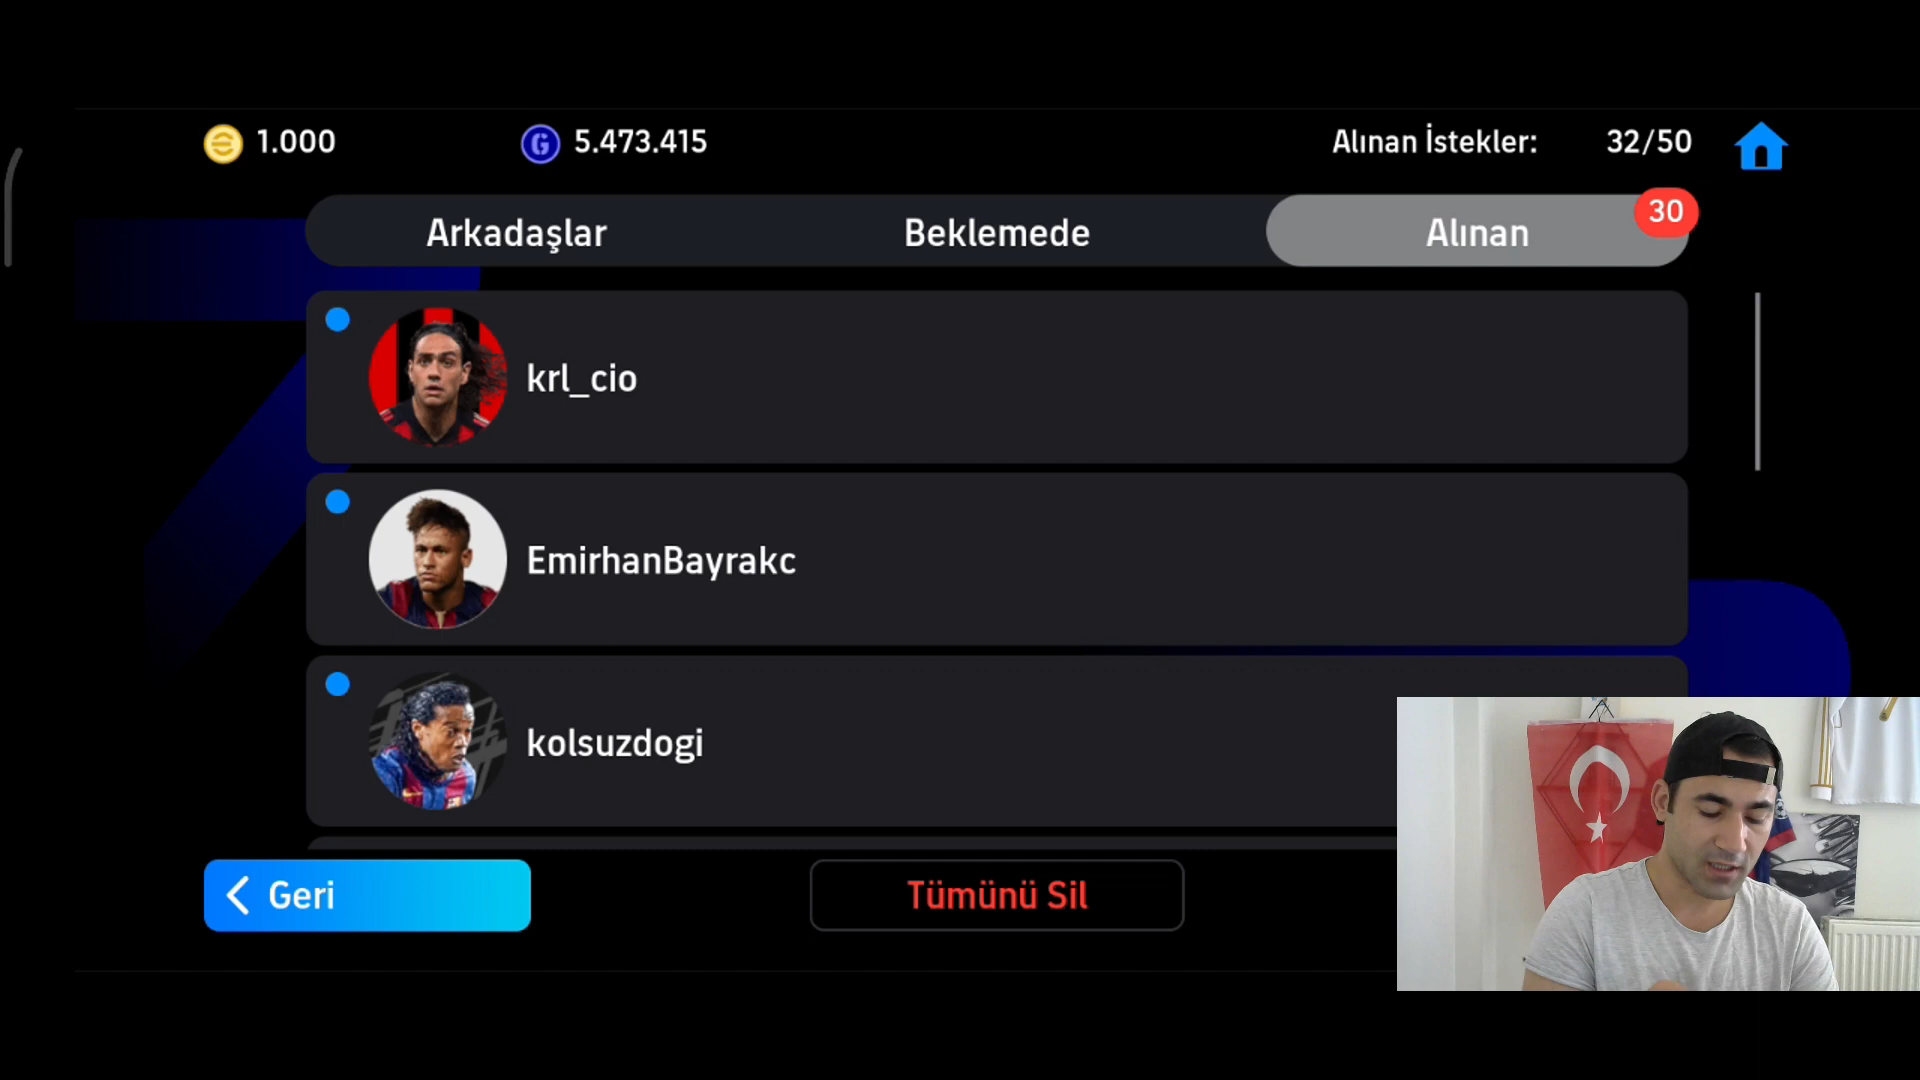 1.000
5.473.415
Alınan İstekler: 32/50
Arkadaşlar
Beklemede
Alınan
30
krl_cio
EmirhanBayrakc
kolsuzdogi
Geri
Tümünü Sil